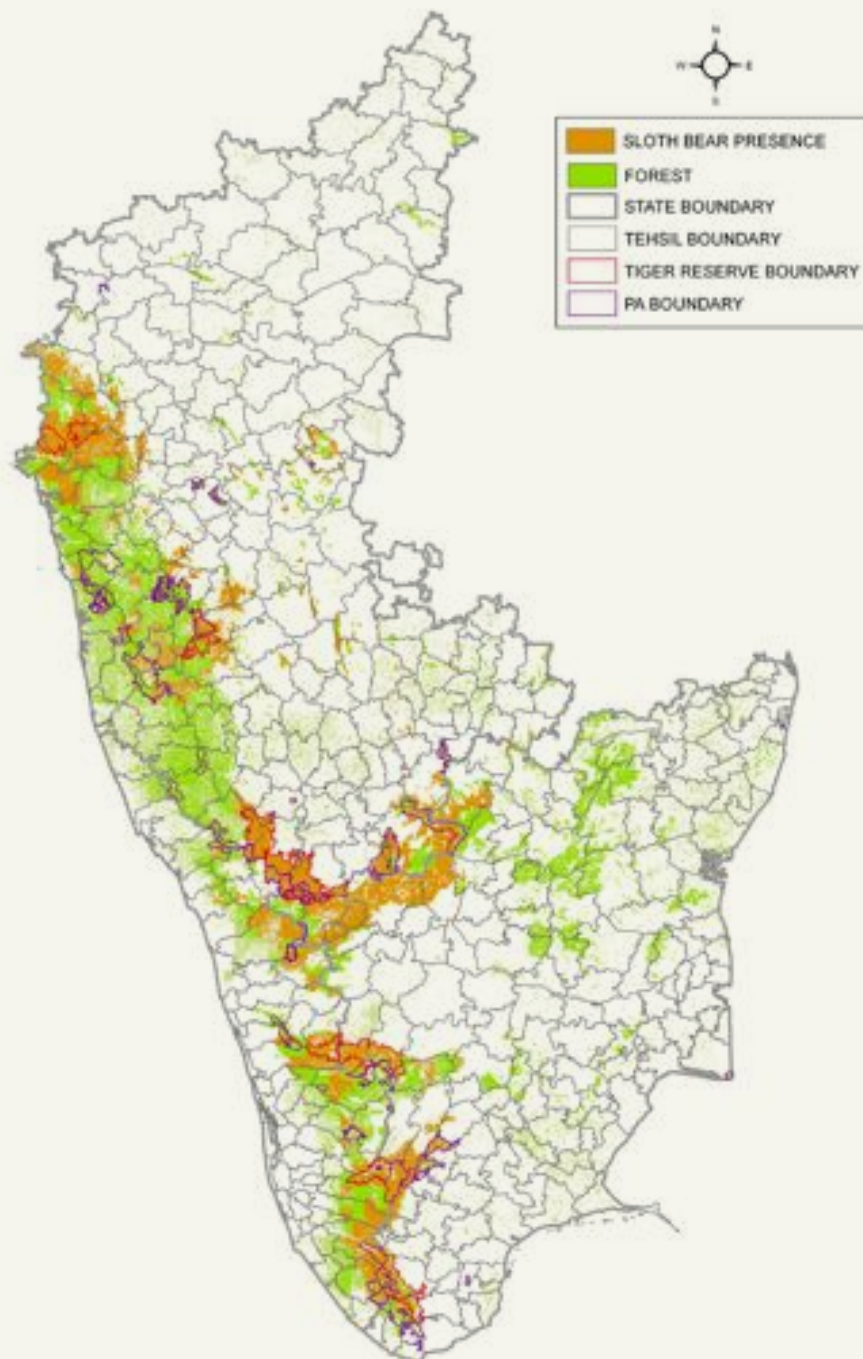 N
W E
S
SLOTH BEAR PRESENCE
FOREST
STATE BOUNDARY
TEHSIL BOUNDARY
TIGER RESERVE BOUNDARY
PA BOUNDARY